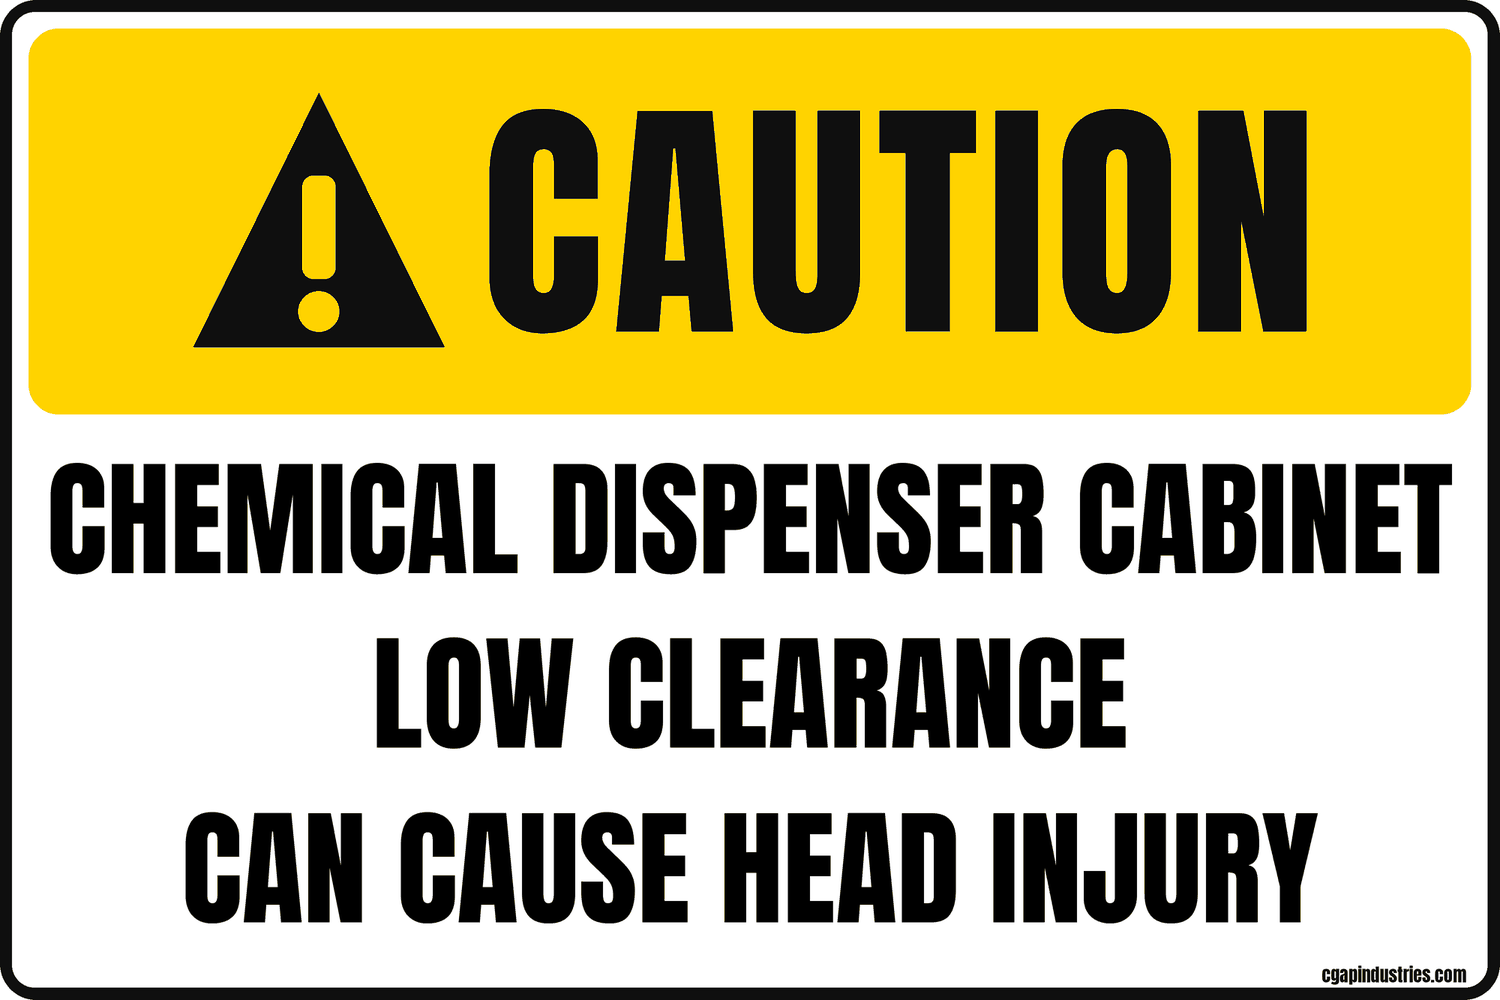 CAUTION
CHEMICAL DISPENSER CABINET
LOW CLEARANCE
CAN CAUSE HEAD INJURY
cgapindustries.com